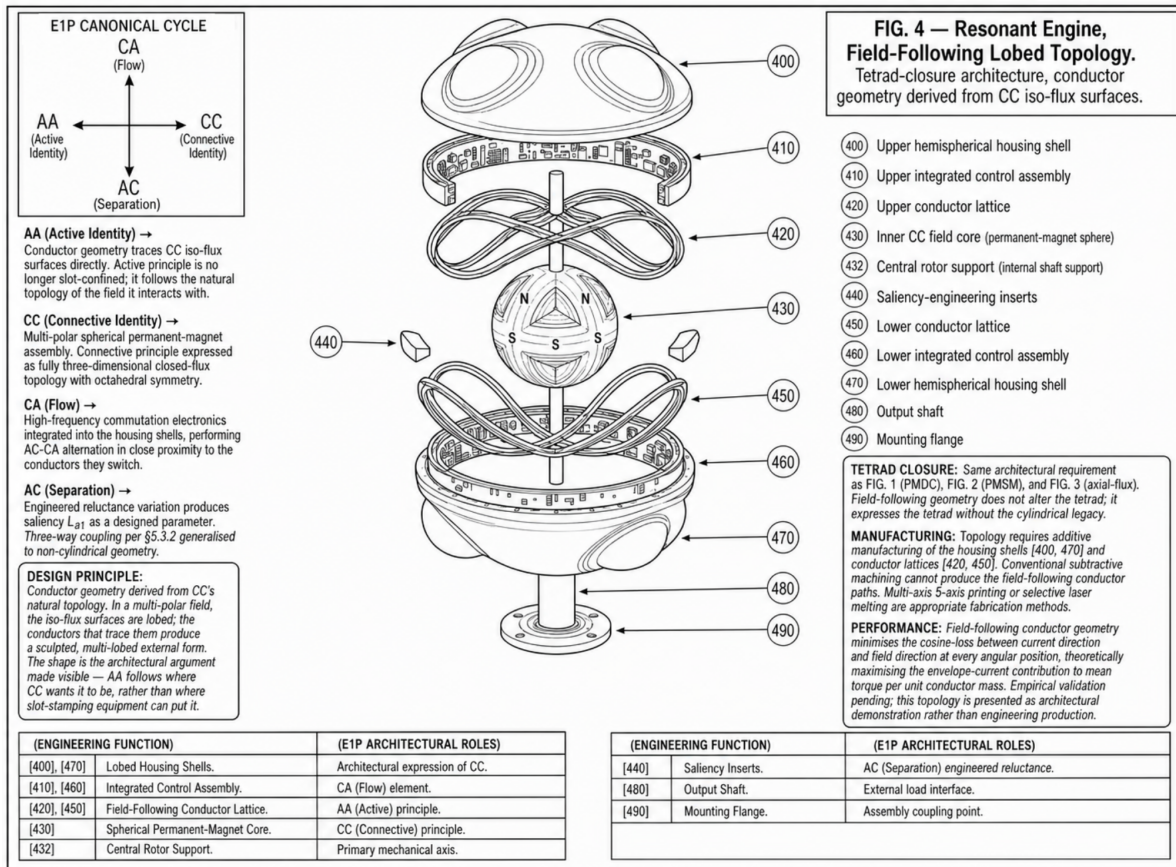 E1P CANONICAL CYCLE
CA
(Flow)
AA
(Active
Identity)
CC
(Connective
Identity)
AC
(Separation)
AA (Active Identity) →
Conductor geometry traces CC iso-flux
surfaces directly. Active principle is no
longer slot-confined; it follows the natural
topology of the field it interacts with.
CC (Connective Identity) →
Multi-polar spherical permanent-magnet
assembly. Connective principle expressed
as fully three-dimensional closed-flux
topology with octahedral symmetry.
CA (Flow) →
High-frequency commutation electronics
integrated into the housing shells, performing
AC-CA alternation in close proximity to the
conductors they switch.
AC (Separation) →
Engineered reluctance variation produces
saliency La1 as a designed parameter.
Three-way coupling per §5.3.2 generalised
to non-cylindrical geometry.
DESIGN PRINCIPLE:
Conductor geometry derived from CC's
natural topology. In a multi-polar field,
the iso-flux surfaces are lobed; the
conductors that trace them produce
a sculpted, multi-lobed external form.
The shape is the architectural argument
made visible — AA follows where
CC wants it to be, rather than where
slot-stamping equipment can put it.
400
410
420
N N
S S S
430
440
450
460
470
480
490
FIG. 4 — Resonant Engine,
Field-Following Lobed Topology.
Tetrad-closure architecture, conductor
geometry derived from CC iso-flux surfaces.
400 Upper hemispherical housing shell
410 Upper integrated control assembly
420 Upper conductor lattice
430 Inner CC field core (permanent-magnet sphere)
432 Central rotor support (internal shaft support)
440 Saliency-engineering inserts
450 Lower conductor lattice
460 Lower integrated control assembly
470 Lower hemispherical housing shell
480 Output shaft
490 Mounting flange
TETRAD CLOSURE: Same architectural requirement
as FIG. 1 (PMDC), FIG. 2 (PMSM), and FIG. 3 (axial-flux).
Field-following geometry does not alter the tetrad; it
expresses the tetrad without the cylindrical legacy.
MANUFACTURING: Topology requires additive
manufacturing of the housing shells [400, 470] and
conductor lattices [420, 450]. Conventional subtractive
machining cannot produce the field-following conductor
paths. Multi-axis 5-axis printing or selective laser
melting are appropriate fabrication methods.
PERFORMANCE: Field-following conductor geometry
minimises the cosine-loss between current direction
and field direction at every angular position, theoretically
maximising the envelope-current contribution to mean
torque per unit conductor mass. Empirical validation
pending; this topology is presented as architectural
demonstration rather than engineering production.
(ENGINEERING FUNCTION) (E1P ARCHITECTURAL ROLES)
[400], [470] Lobed Housing Shells. Architectural expression of CC.
[410], [460] Integrated Control Assembly. CA (Flow) element.
[420], [450] Field-Following Conductor Lattice. AA (Active) principle.
[430] Spherical Permanent-Magnet Core. CC (Connective) principle.
[432] Central Rotor Support. Primary mechanical axis.
(ENGINEERING FUNCTION) (E1P ARCHITECTURAL ROLES)
[440] Saliency Inserts. AC (Separation) engineered reluctance.
[480] Output Shaft. External load interface.
[490] Mounting Flange. Assembly coupling point.